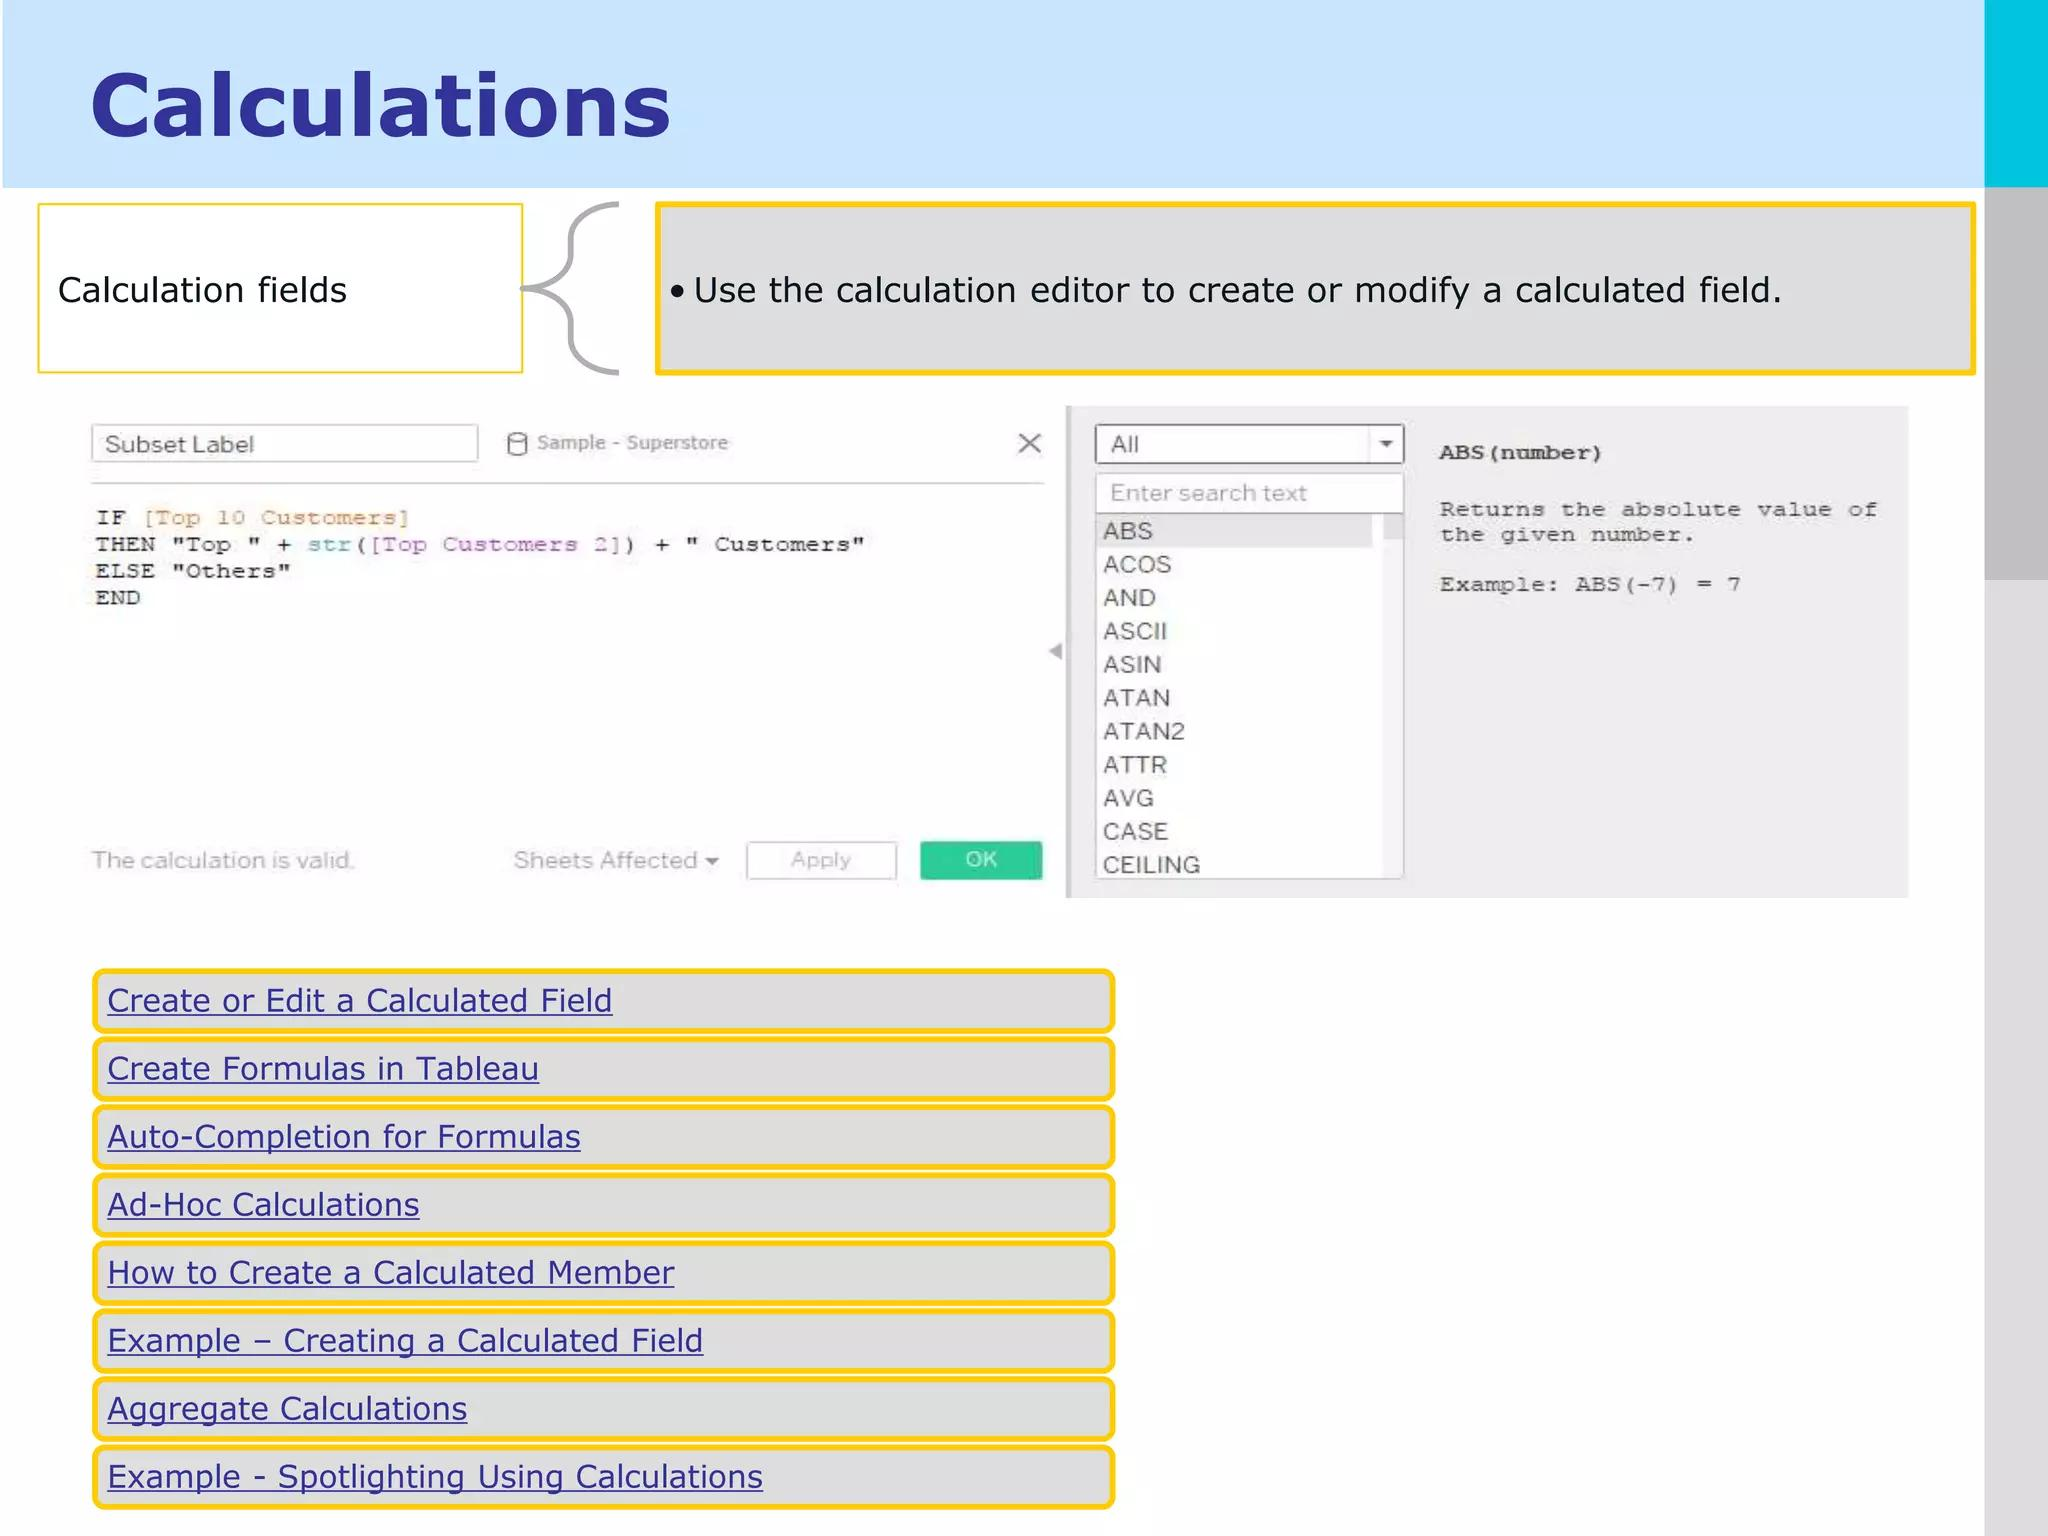 Calculations
Calculation fields
• Use the calculation editor to create or modify a calculated field.
Subset Label
Sample - Superstore
IF [Top 10 Customers]
THEN "Top " + str([Top Customers 2]) + " Customers"
ELSE "Others"
END
The calculation is valid.
Sheets Affected
Apply
OK
All
Enter search text
ABS
ACOS
AND
ASCII
ASIN
ATAN
ATAN2
ATTR
AVG
CASE
CEILING
ABS(number)
Returns the absolute value of
the given number.
Example: ABS(-7) = 7
Create or Edit a Calculated Field
Create Formulas in Tableau
Auto-Completion for Formulas
Ad-Hoc Calculations
How to Create a Calculated Member
Example – Creating a Calculated Field
Aggregate Calculations
Example - Spotlighting Using Calculations